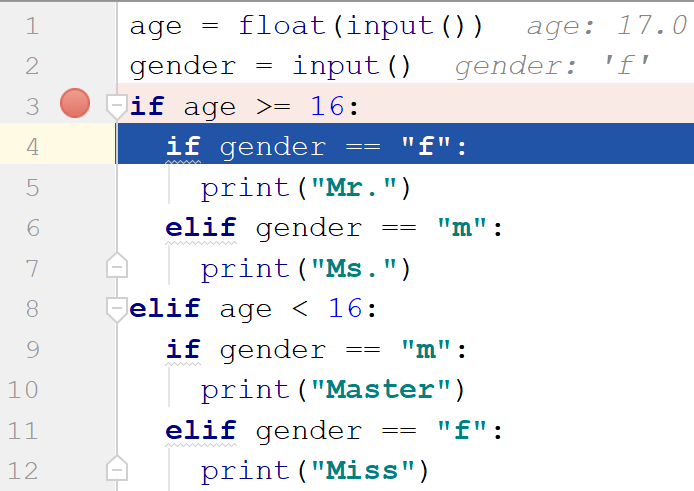 1 age = float(input()) age: 17.0
2 gender = input() gender: 'f'
3 if age >= 16:
4 if gender == "f":
5 print("Mr.")
6 elif gender == "m":
7 print("Ms.")
8 elif age < 16:
9 if gender == "m":
10 print("Master")
11 elif gender == "f":
12 print("Miss")